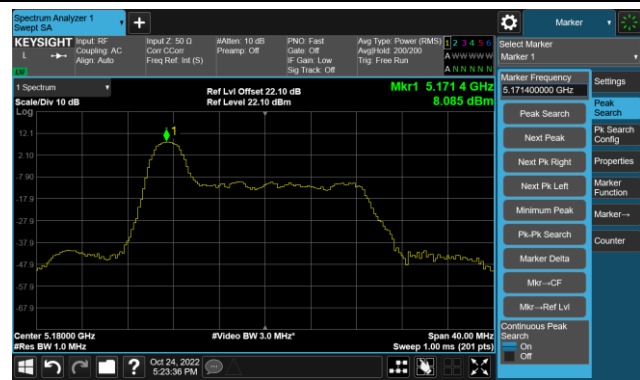 Spectrum Analyzer 1
Swept SA
Marker
KEYSIGHT
L
Input: RF
Coupling: AC
Align: Auto
Input Z: 50 Ω
Corr CCorr
Freq Ref: Int (S)
#Atten: 10 dB
Preamp: Off
PNO: Fast
Gate: Off
IF Gain: Low
Sig Track: Off
Avg Type: Power (RMS)
Avg|Hold: 200/200
Trig: Free Run
1 2 3 4 5 6
A W W W W W
A N N N N N
Select Marker
Marker 1
1 Spectrum
Scale/Div 10 dB
Log
Ref Lvl Offset 22.10 dB
Ref Level 22.10 dBm
Mkr1 5.171 4 GHz
8.085 dBm
1
12.1
2.10
-7.90
-17.9
-27.9
-37.9
-47.9
-57.9
-67.9
Center 5.18000 GHz
#Res BW 1.0 MHz
#Video BW 3.0 MHz*
Span 40.00 MHz
Sweep 1.00 ms (201 pts)
Marker Frequency
5.171400000 GHz
Peak Search
Next Peak
Next Pk Right
Next Pk Left
Minimum Peak
Pk-Pk Search
Marker Delta
Mkr→CF
Mkr→Ref Lvl
Continuous Peak
Search
On
Off
Settings
Peak
Search
Pk Search
Config
Properties
Marker
Function
Marker→
Counter
?
Oct 24, 2022
5:23:36 PM